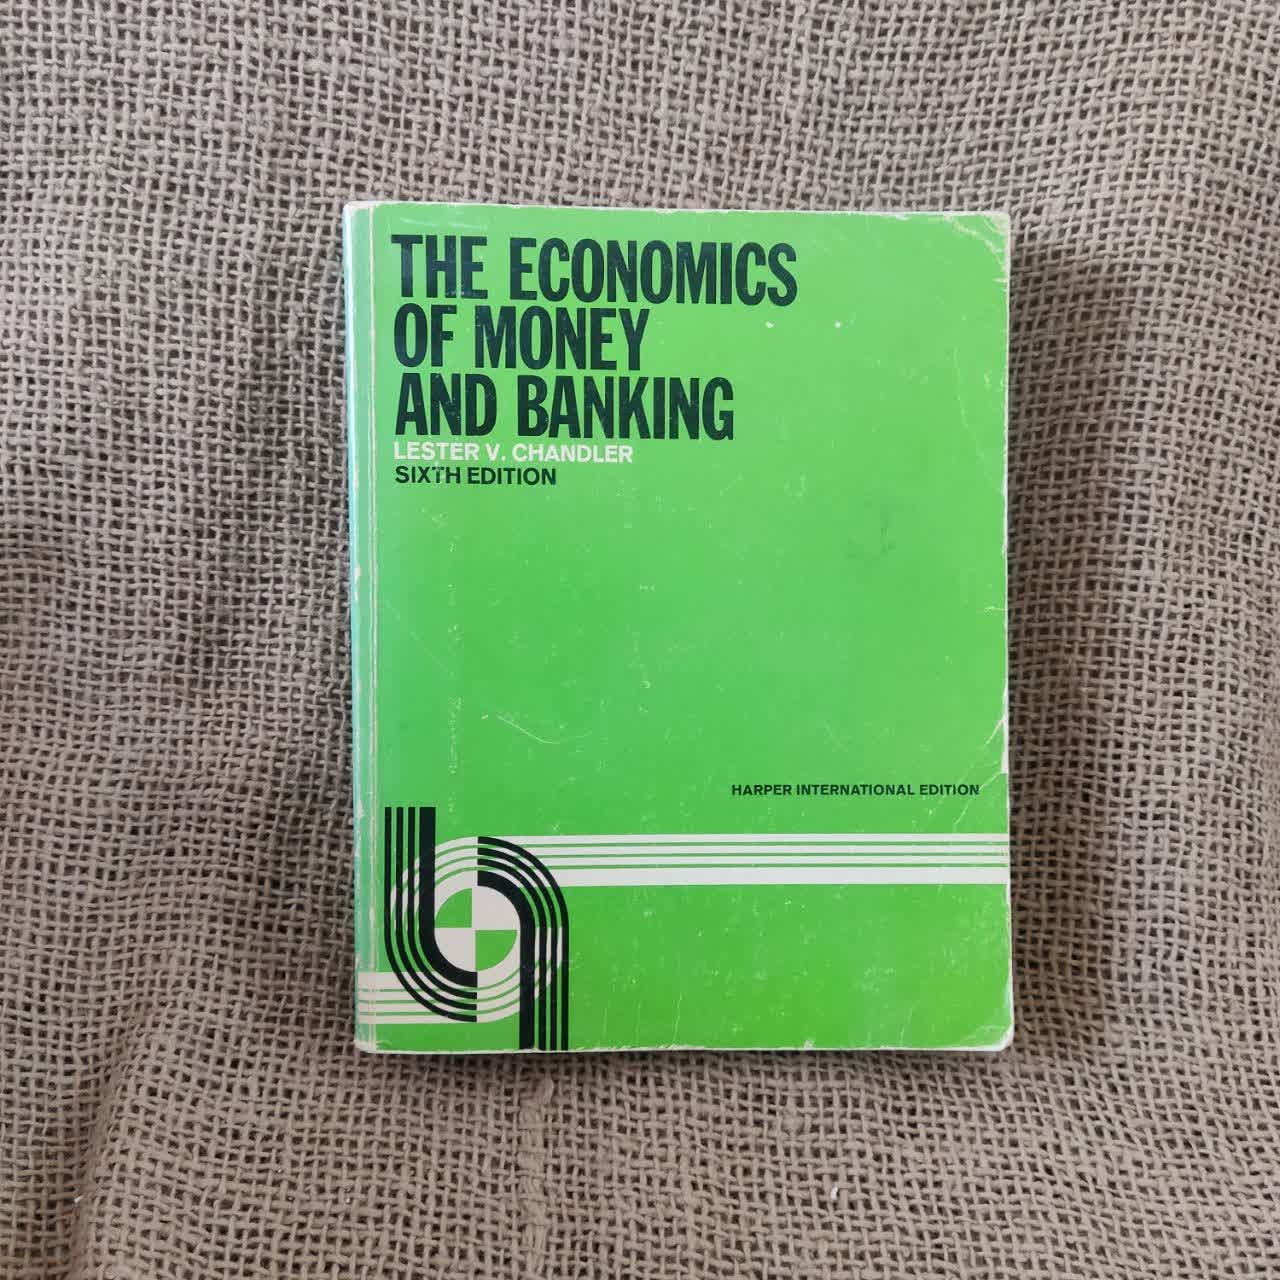 THE ECONOMICS
OF MONEY
AND BANKING
LESTER V. CHANDLER
SIXTH EDITION
HARPER INTERNATIONAL EDITION